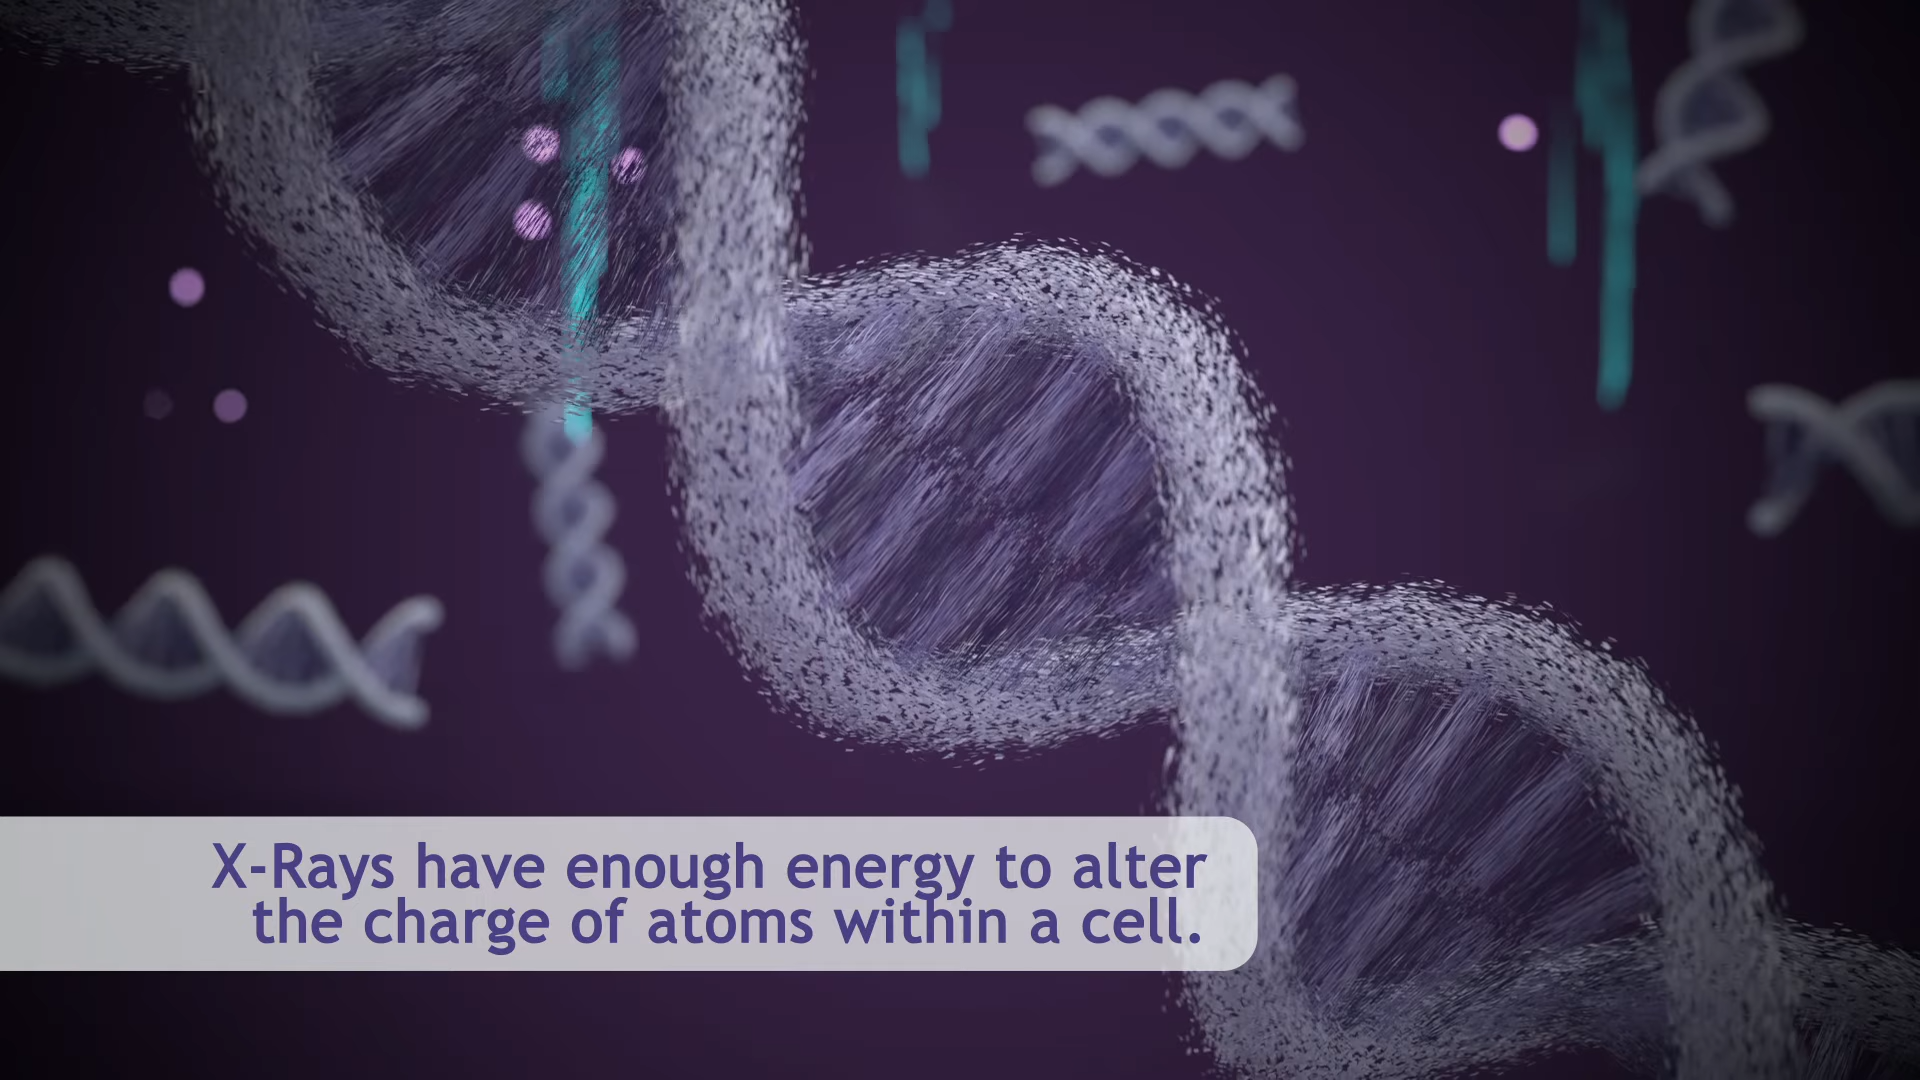 X-Rays have enough energy to alter
the charge of atoms within a cell.